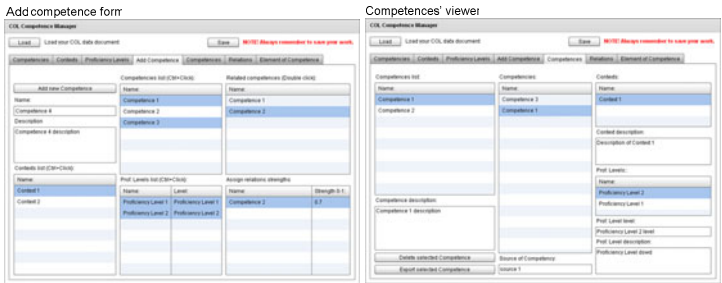 Add competence form
COL Competence Manager
Load Load your COL data document Save NOTE! Always remember to save your work.
Competencies Contexts Proficiency Levels Add Competence Competences Relations Element of Competence
Competencies list (Ctrl+Click): Related competences (Double click):
Add new Competence Name: Name:
Name: Competence 1 Competence 1
Competence 4 Competence 2 Competence 2
Description Competence 3
Competence 4 description
Contexts list (Ctrl+Click): Prof. Levels list (Ctrl+Click): Assign relations strengths
Name: Name: Level: Name: Strength 0-1:
Context 1 Proficiency Level 1 Proficiency Level 1 Competence 2 0.7
Context 2 Proficiency Level 2 Proficiency Level 2
Competences' viewer
COL Competence Manager
Load Load your COL data document Save NOTE! Always remember to save your work.
Competencies Contexts Proficiency Levels Add Competence Competences Relations Element of Competence
Competences list: Competencies: Contexts:
Name: Name: Name:
Competence 1 Competence 3 Context 1
Competence 2 Competence 1
Context description:
Description of Context 1
Prof. Levels:
Name:
Proficiency Level 2
Proficiency Level 1
Competence description:
Competence 1 description
Prof. Level level:
Proficiency Level 2 level
Prof. Level description:
Proficiency Level down1
Delete selected Competence Source of Competency
Export selected Competence source 1